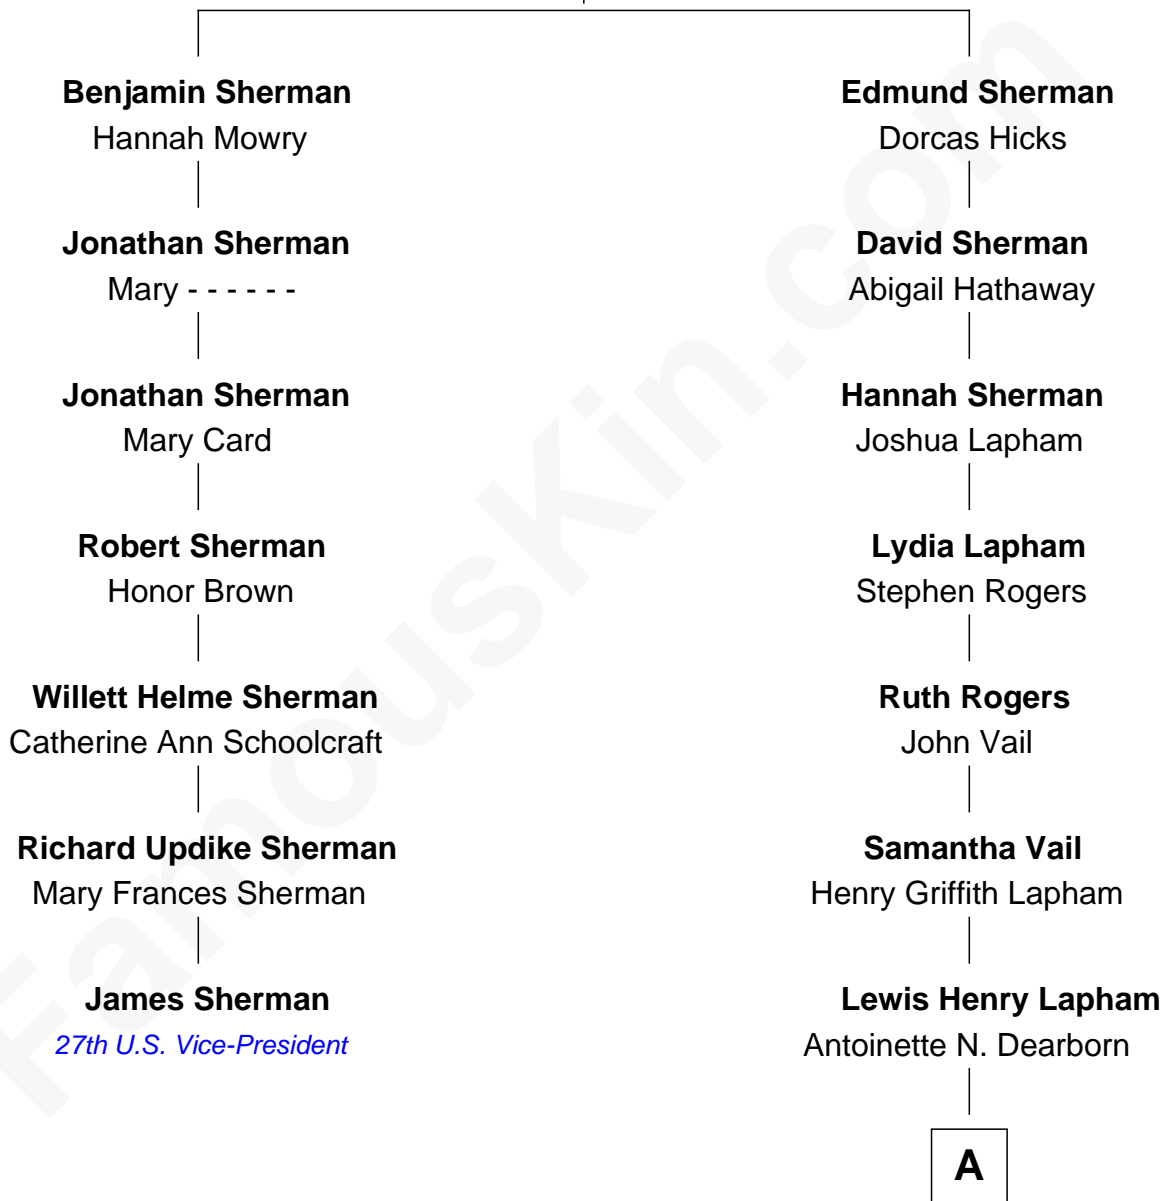 Benjamin Sherman
Hannah Mowry
Jonathan Sherman
Mary - - - - - -
Jonathan Sherman
Mary Card
Robert Sherman
Honor Brown
Willett Helme Sherman
Catherine Ann Schoolcraft
Richard Updike Sherman
Mary Frances Sherman
James Sherman
27th U.S. Vice-President
Edmund Sherman
Dorcas Hicks
David Sherman
Abigail Hathaway
Hannah Sherman
Joshua Lapham
Lydia Lapham
Stephen Rogers
Ruth Rogers
John Vail
Samantha Vail
Henry Griffith Lapham
Lewis Henry Lapham
Antoinette N. Dearborn
A
FamousKin.com